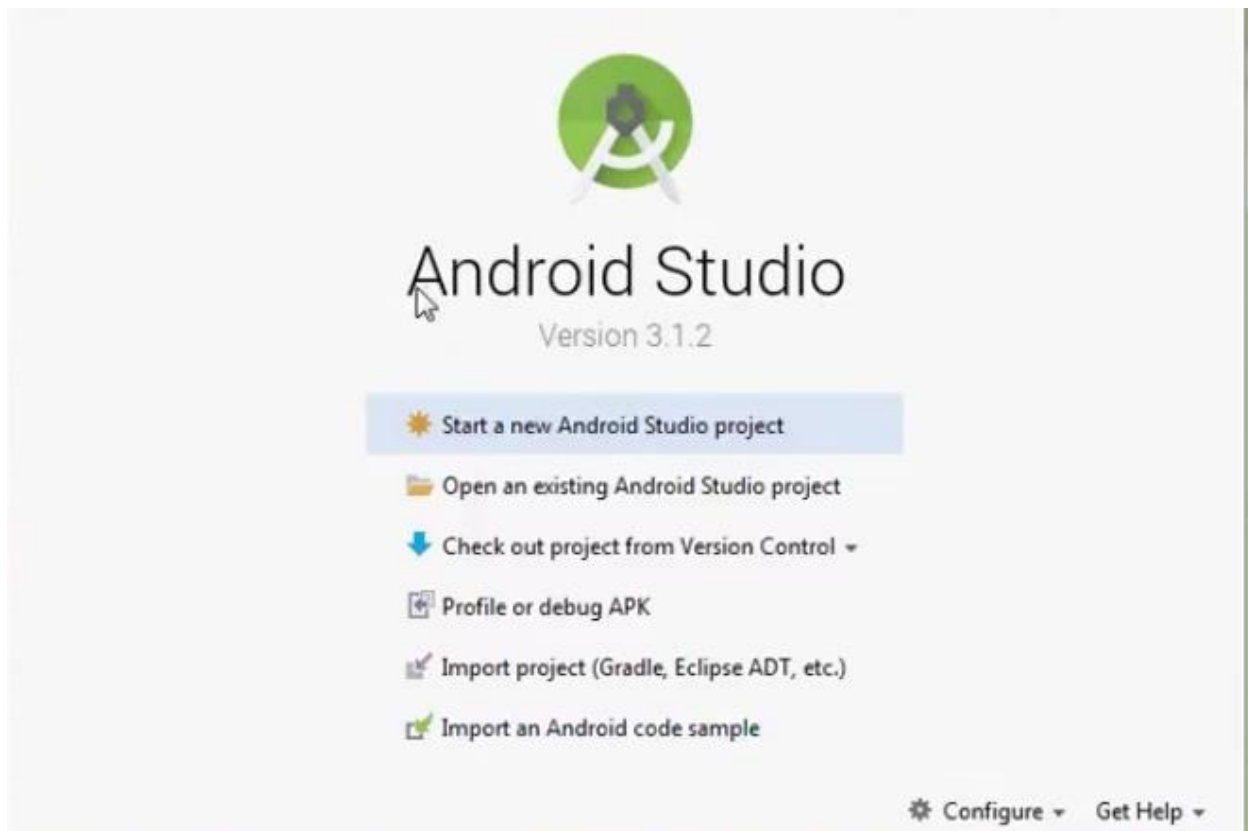 Android Studio
Version 3.1.2
Start a new Android Studio project
Open an existing Android Studio project
Check out project from Version Control
Profile or debug APK
Import project (Gradle, Eclipse ADT, etc.)
Import an Android code sample
Configure Get Help